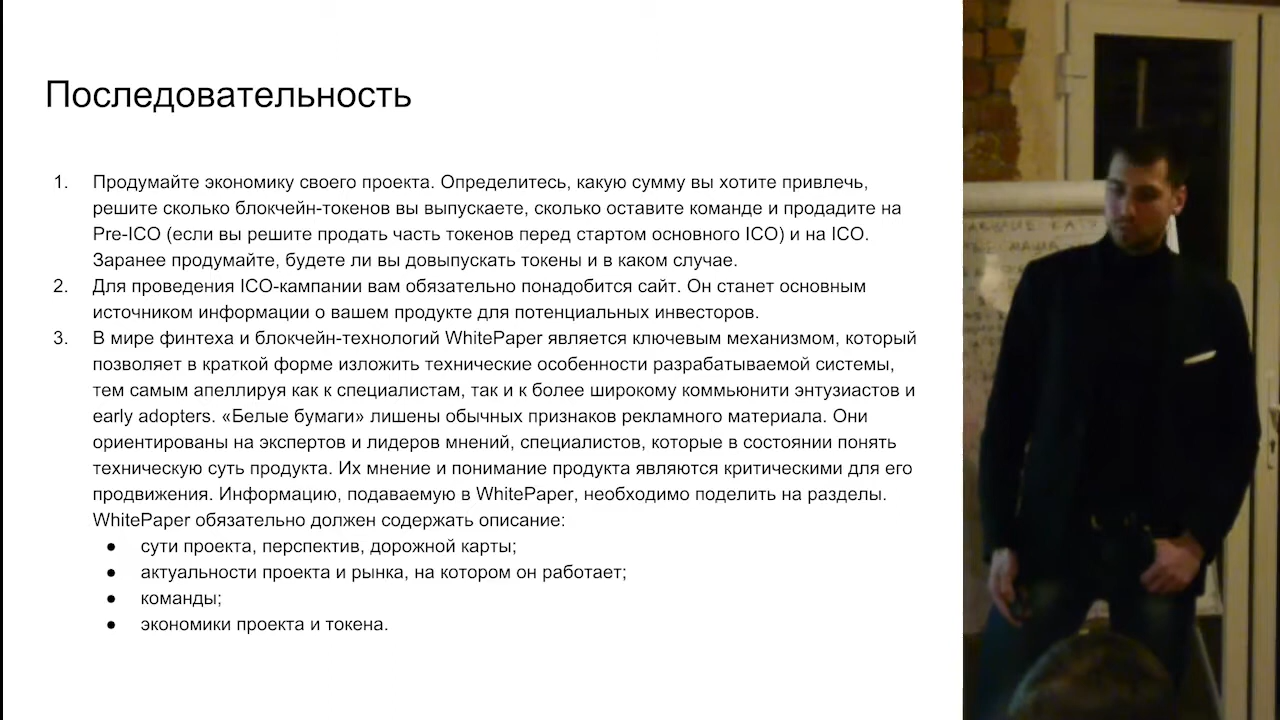 Последовательность
1. Продумайте экономику своего проекта. Определитесь, какую сумму вы хотите привлечь,
решите сколько блокчейн-токенов вы выпускаете, сколько оставите команде и продадите на
Pre-ICO (если вы решите продать часть токенов перед стартом основного ICO) и на ICO.
Заранее продумайте, будете ли вы довыпускать токены и в каком случае.
2. Для проведения ICO-кампании вам обязательно понадобится сайт. Он станет основным
источником информации о вашем продукте для потенциальных инвесторов.
3. В мире финтеха и блокчейн-технологий WhitePaper является ключевым механизмом, который
позволяет в краткой форме изложить технические особенности разрабатываемой системы,
тем самым апеллируя как к специалистам, так и к более широкому коммьюнити энтузиастов и
early adopters. «Белые бумаги» лишены обычных признаков рекламного материала. Они
ориентированы на экспертов и лидеров мнений, специалистов, которые в состоянии понять
техническую суть продукта. Их мнение и понимание продукта являются критическими для его
продвижения. Информацию, подаваемую в WhitePaper, необходимо поделить на разделы.
WhitePaper обязательно должен содержать описание:
● сути проекта, перспектив, дорожной карты;
● актуальности проекта и рынка, на котором он работает;
● команды;
● экономики проекта и токена.